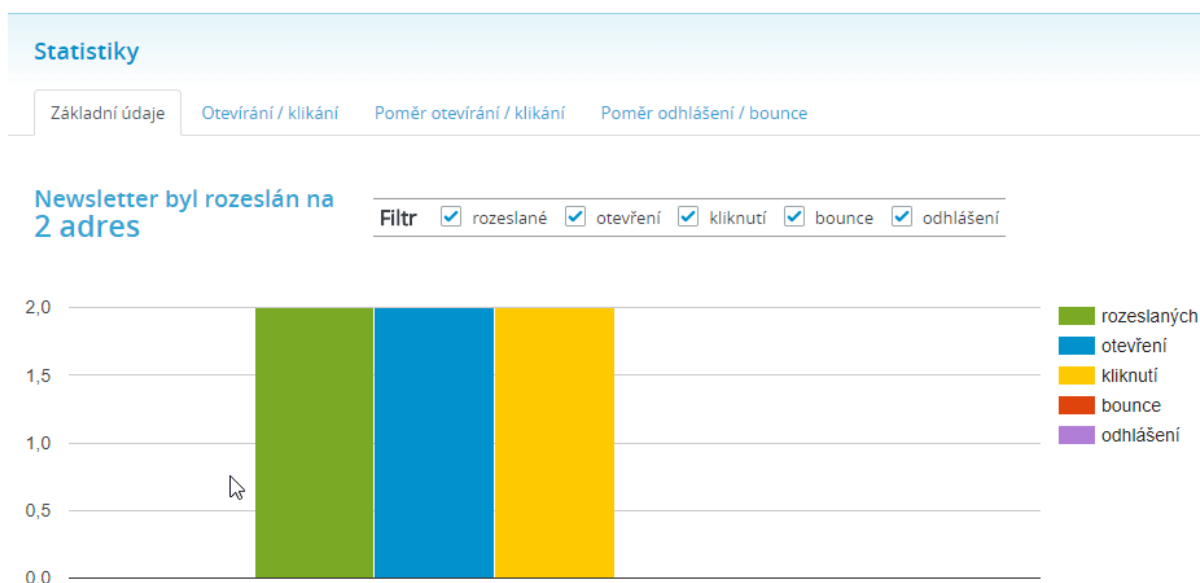 Statistiky
Základní údaje Otevírání / klikání Poměr otevírání / klikání Poměr odhlášení / bounce
Newsletter byl rozeslán na
2 adres
Filtr rozeslané otevření kliknutí bounce odhlášení
2,0
1,5
1,0
0,5
0,0
rozeslaných
otevření
kliknutí
bounce
odhlášení